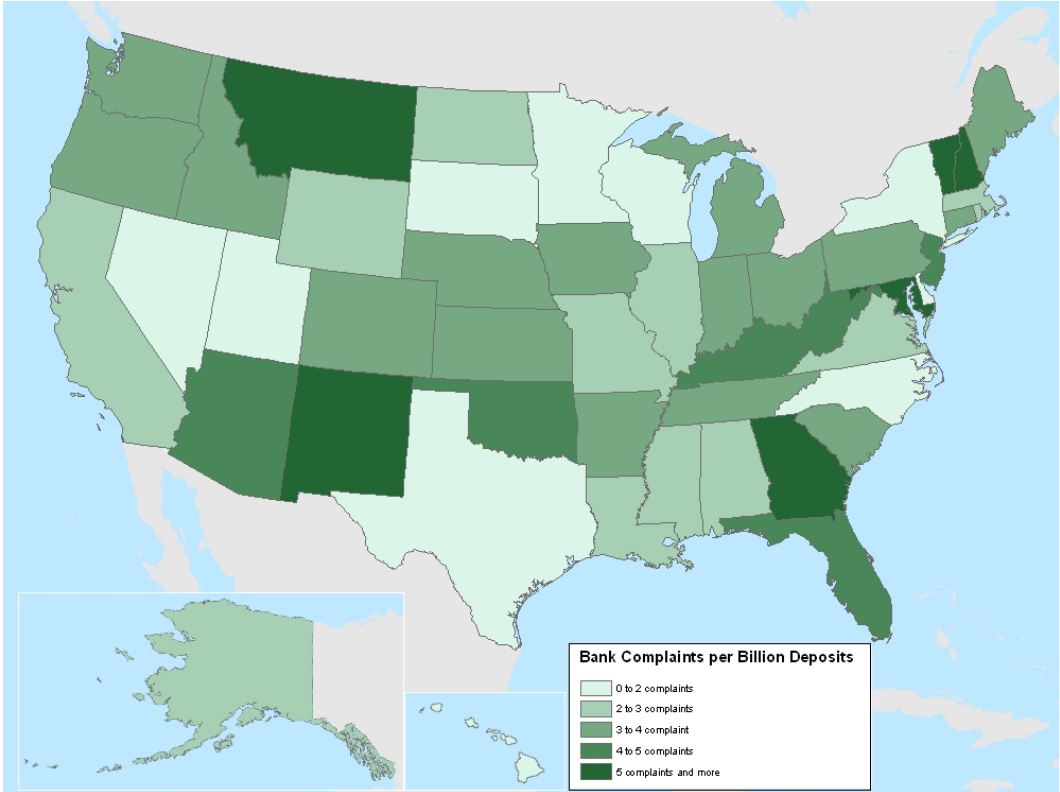 Bank Complaints per Billion Deposits
0 to 2 complaints
2 to 3 complaints
3 to 4 complaint
4 to 5 complaints
5 complaints and more